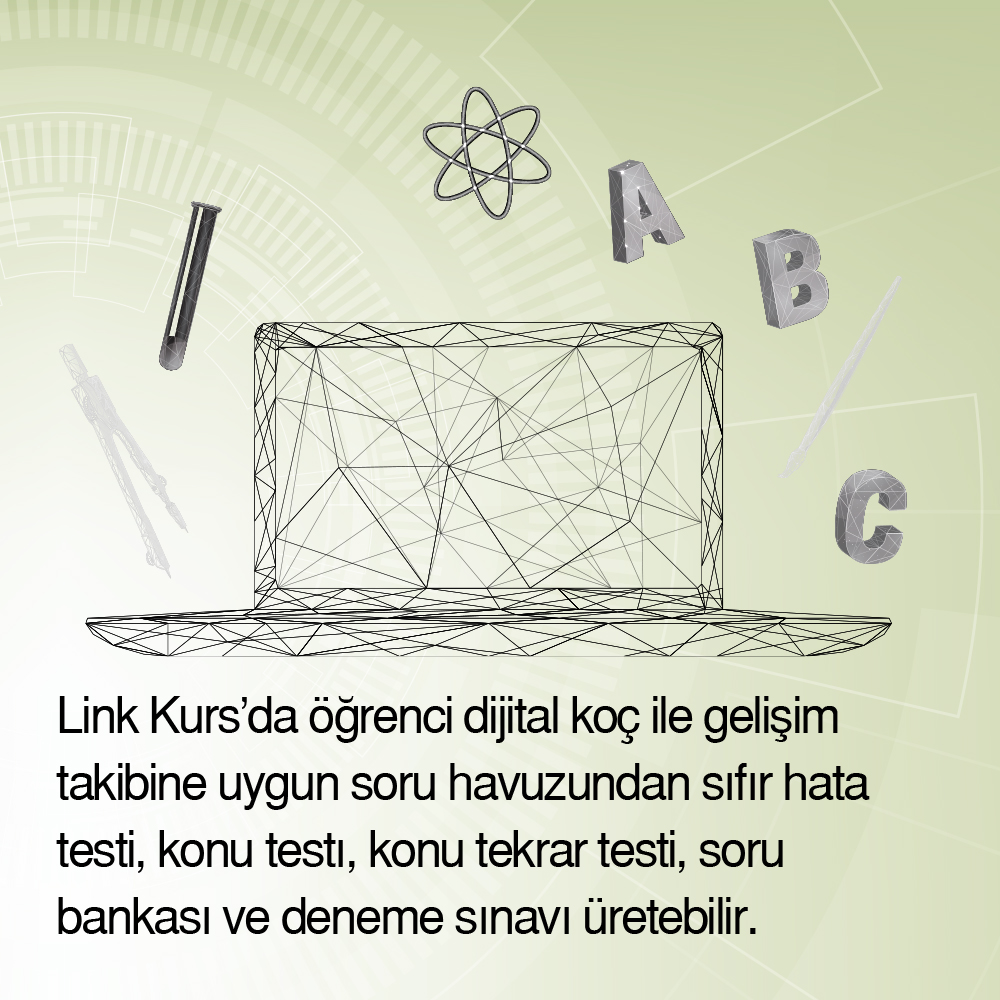 A
B
C
Link Kurs’da öğrenci dijital koç ile gelişim
takibine uygun soru havuzundan sıfır hata
testi, konu testı, konu tekrar testi, soru
bankası ve deneme sınavı üretebilir.